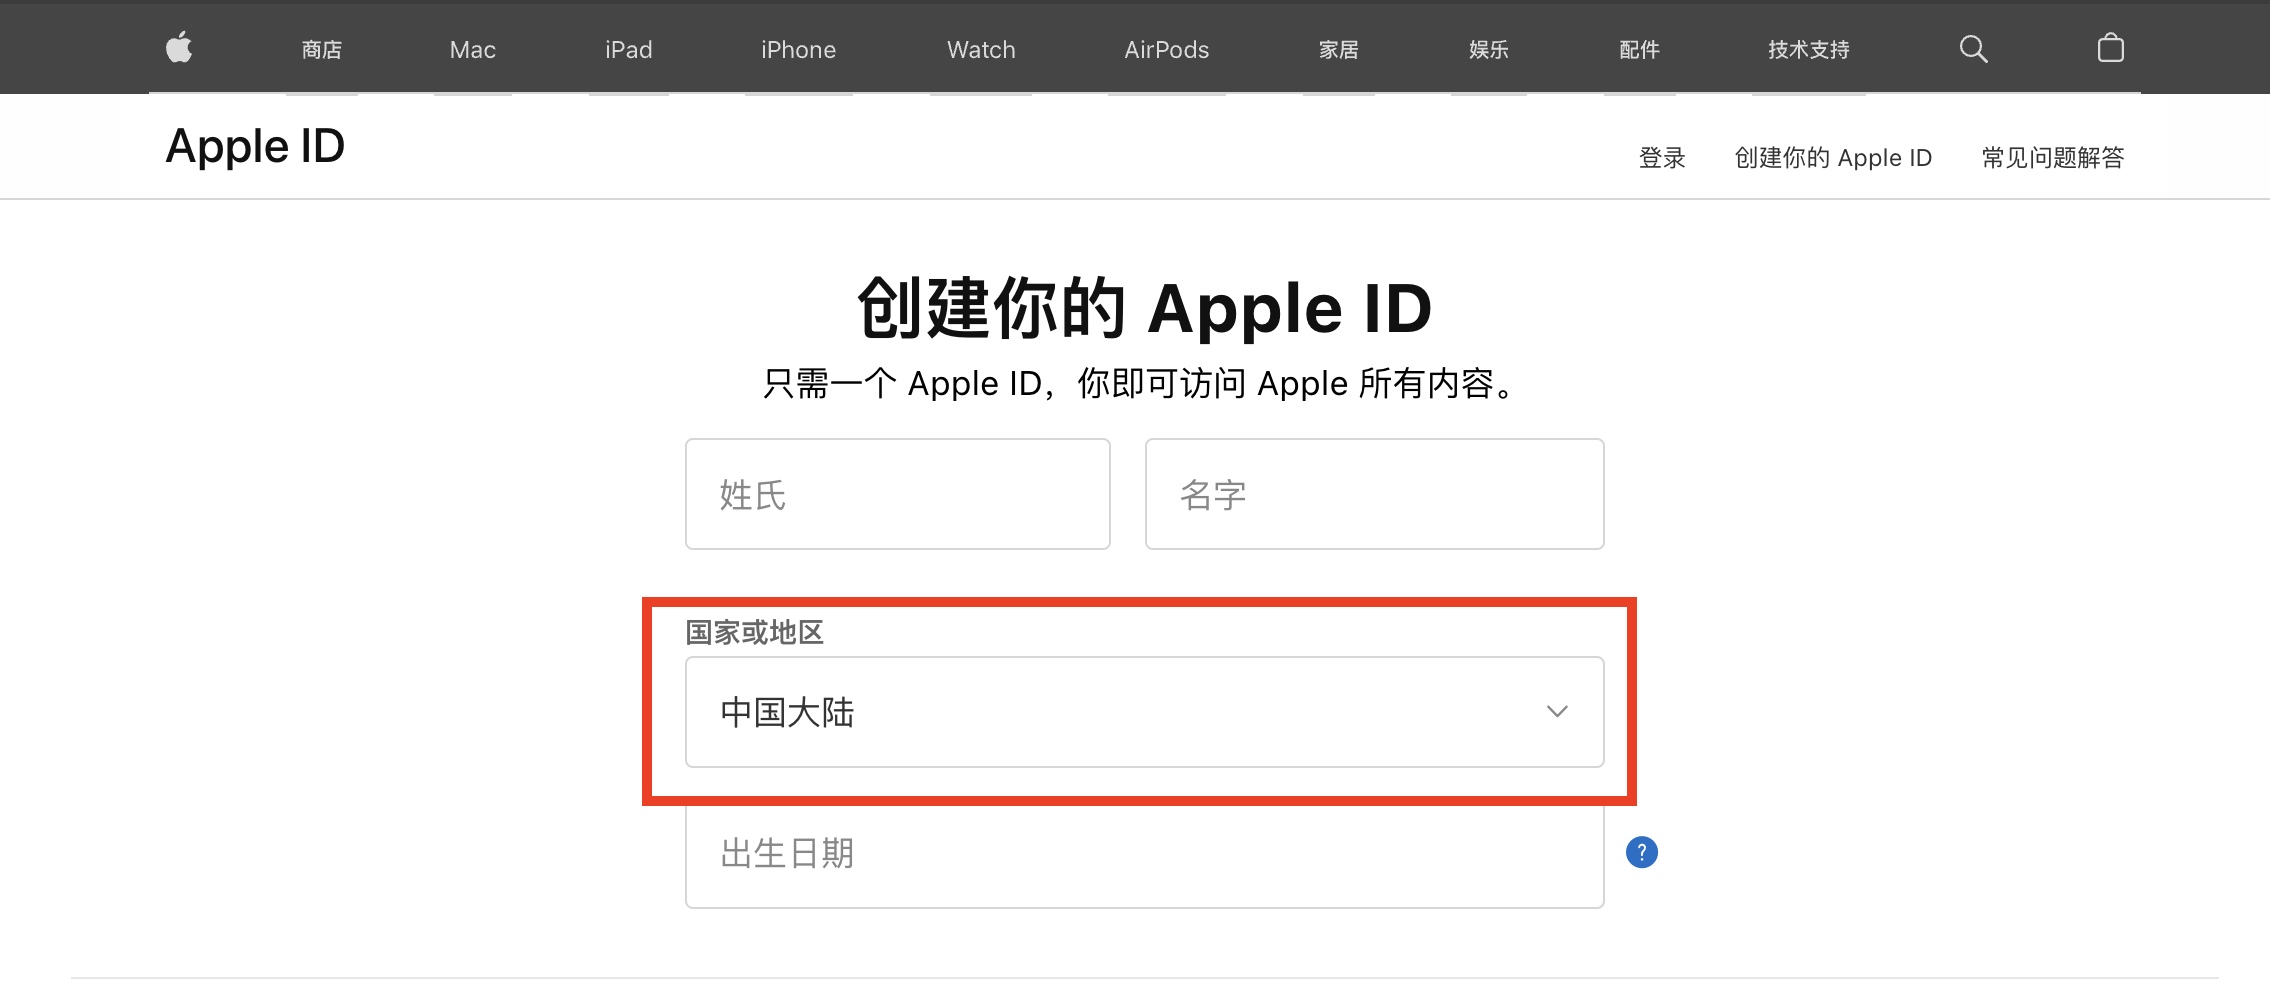 商店 Mac iPad iPhone Watch AirPods 家居 娱乐 配件 技术支持
Apple ID 登录 创建你的 Apple ID 常见问题解答
创建你的 Apple ID
只需一个 Apple ID，你即可访问 Apple 所有内容。
姓氏 名字
国家或地区
中国大陆
出生日期 ?